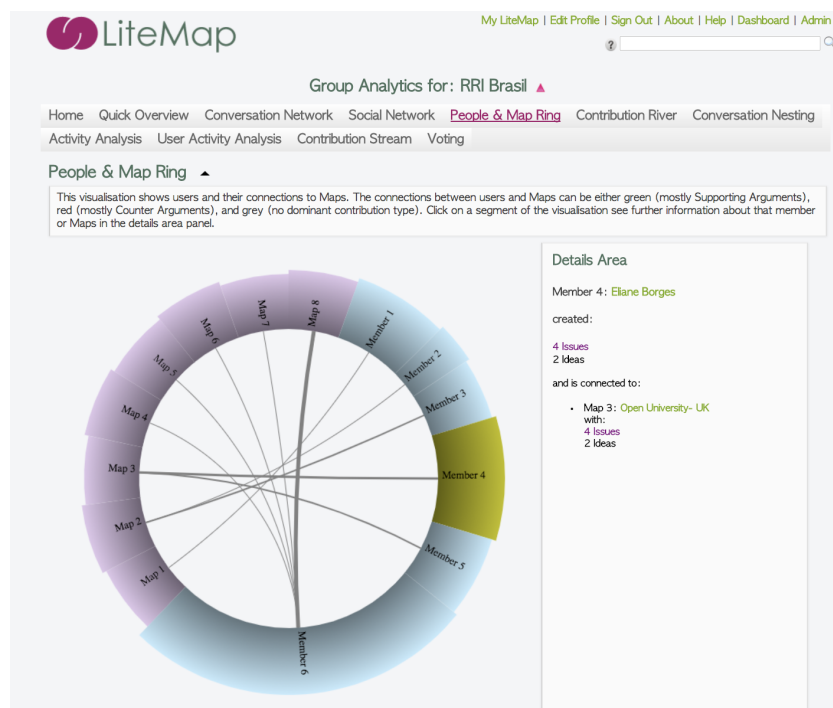 LiteMap
My LiteMap | Edit Profile | Sign Out | About | Help | Dashboard | Admin
?
Group Analytics for: RRI Brasil
Home Quick Overview Conversation Network Social Network People & Map Ring Contribution River Conversation Nesting
Activity Analysis User Activity Analysis Contribution Stream Voting
People & Map Ring
This visualisation shows users and their connections to Maps. The connections between users and Maps can be either green (mostly Supporting Arguments),
red (mostly Counter Arguments), and grey (no dominant contribution type). Click on a segment of the visualisation see further information about that member
or Maps in the details area panel.
Map 8
Member 1
Member 2
Member 3
Member 4
Member 5
Member 6
Map 1
Map 2
Map 3
Map 4
Map 5
Map 6
Map 7
Details Area
Member 4: Eliane Borges
created:
4 Issues
2 Ideas
and is connected to:
• Map 3: Open University- UK
with:
4 Issues
2 Ideas